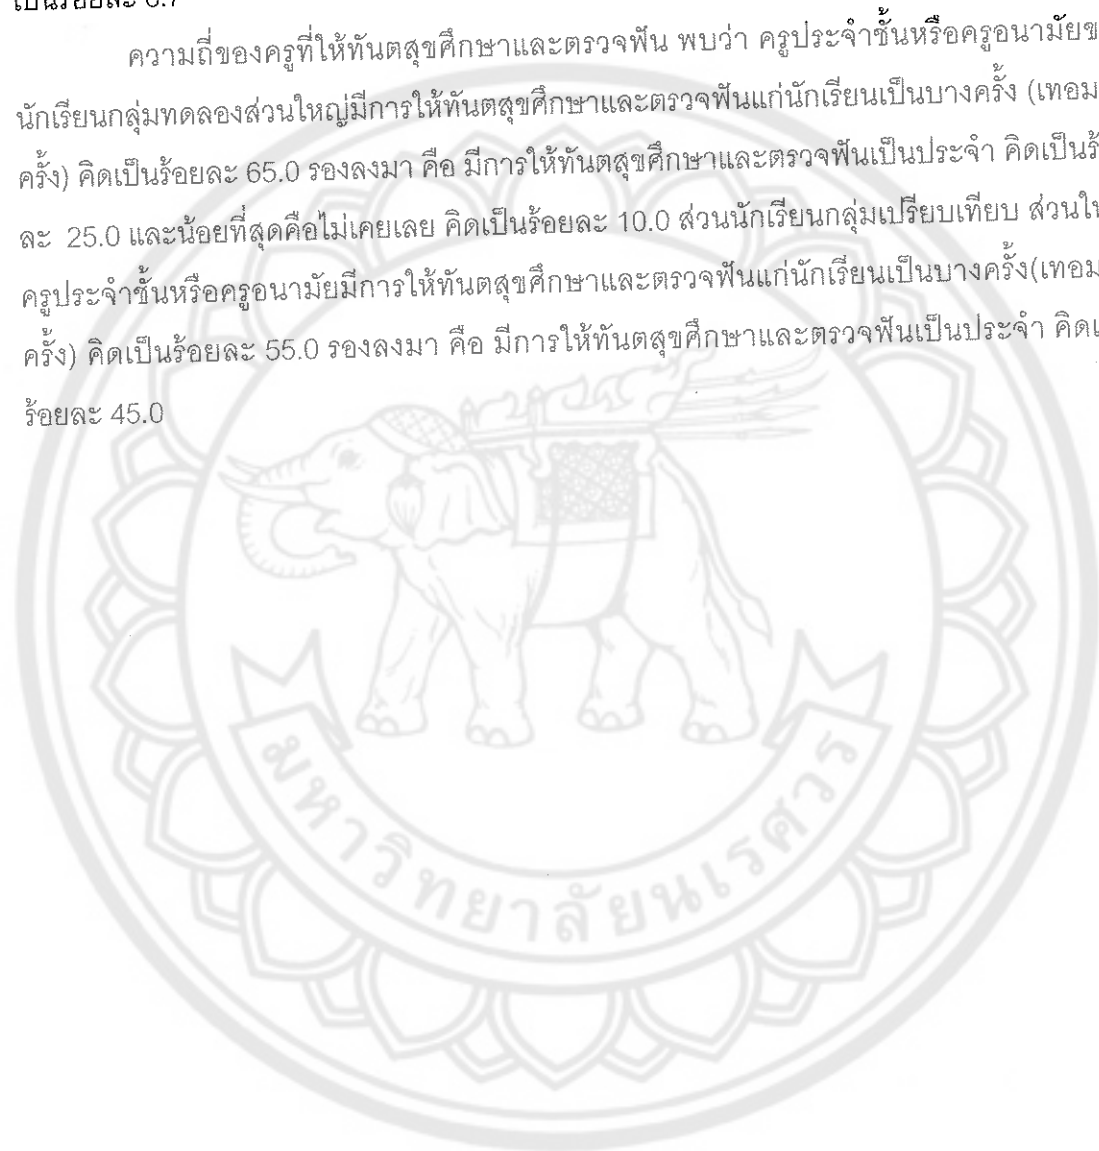 ความถี่ของครูที่ให้ทันตสุขศึกษาและตรวจฟัน พบว่า ครูประจำชั้นหรือครูอนามัยข
นักเรียนกลุ่มทดลองส่วนใหญ่มีการให้ทันตสุขศึกษาและตรวจฟันแก่นักเรียนเป็นบางครั้ง (เทอม
ครั้ง) คิดเป็นร้อยละ 65.0 รองลงมา คือ มีการให้ทันตสุขศึกษาและตรวจฟันเป็นประจำ คิดเป็นร้
ละ 25.0 และน้อยที่สุดคือไม่เคยเลย คิดเป็นร้อยละ 10.0 ส่วนนักเรียนกลุ่มเปรียบเทียบ ส่วนให
ครูประจำชั้นหรือครูอนามัยมีการให้ทันตสุขศึกษาและตรวจฟันแก่นักเรียนเป็นบางครั้ง(เทอม
ครั้ง) คิดเป็นร้อยละ 55.0 รองลงมา คือ มีการให้ทันตสุขศึกษาและตรวจฟันเป็นประจำ คิดเ
ร้อยละ 45.0
มหาวิทยาลัยนเรศวร